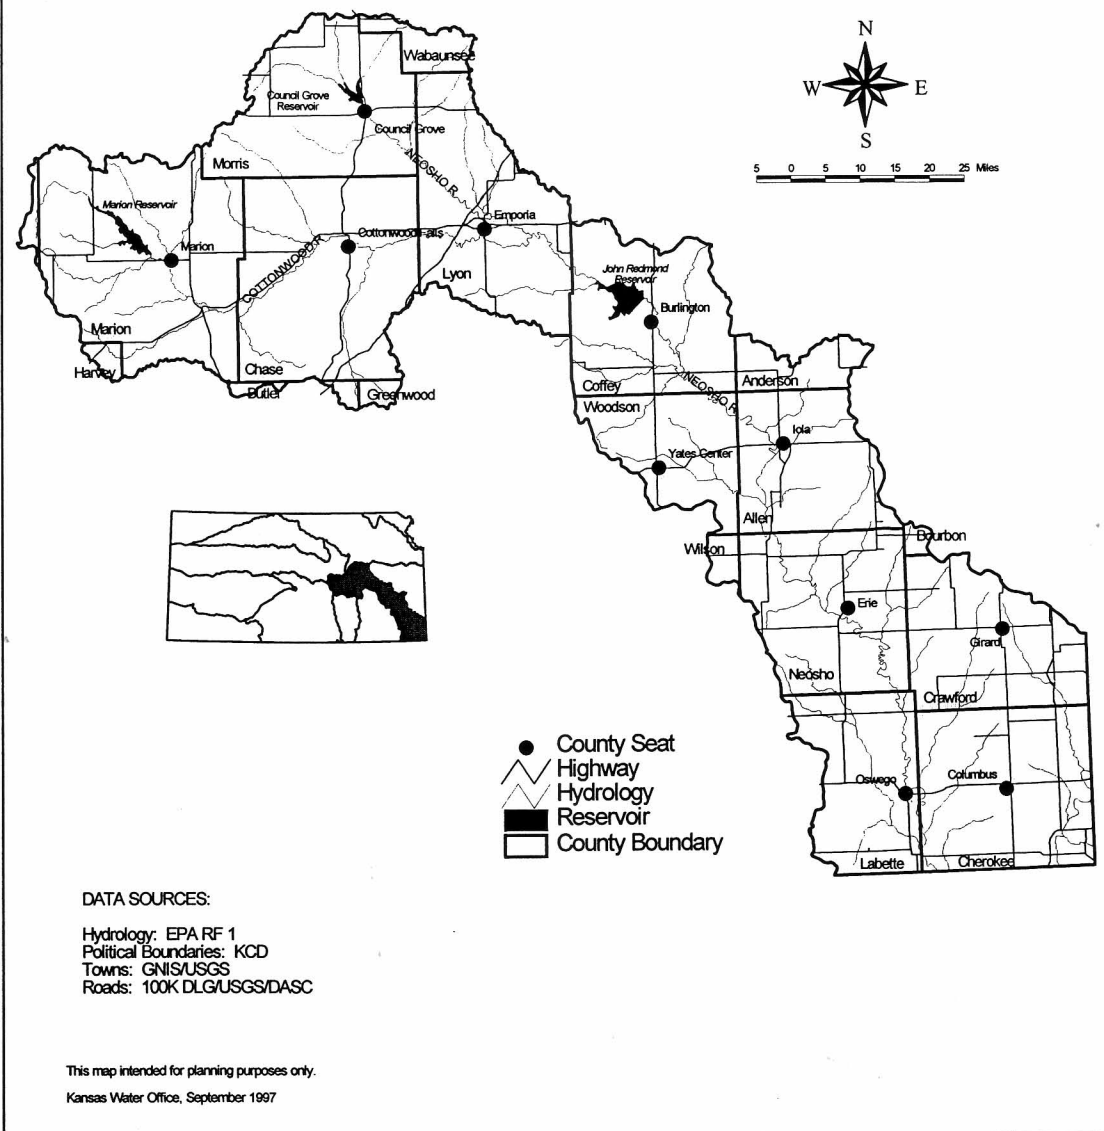 N
W E
S
5 0 5 10 15 20 25 Miles
Wabaunsee
Council Grove
Reservoir
Council Grove
Morris
NEOSHO R.
Marion Reservoir
Marion
Emporia
Cottonwood Falls
COTTONWOOD R.
Lyon
John Redmond
Reservoir
Burlington
Marion
Harvey
Chase
Butler
Greenwood
Coffey
NEOSHO R.
Anderson
Woodson
Iola
Yates Center
Allen
Wilson
Bourbon
Erie
Girard
Neosho
Crawford
Oswego
Columbus
Labette
Cherokee
County Seat
Highway
Hydrology
Reservoir
County Boundary
DATA SOURCES:
Hydrology: EPA RF 1
Political Boundaries: KCD
Towns: GNIS/USGS
Roads: 100K DLG/USGS/DASC
This map intended for planning purposes only.
Kansas Water Office, September 1997